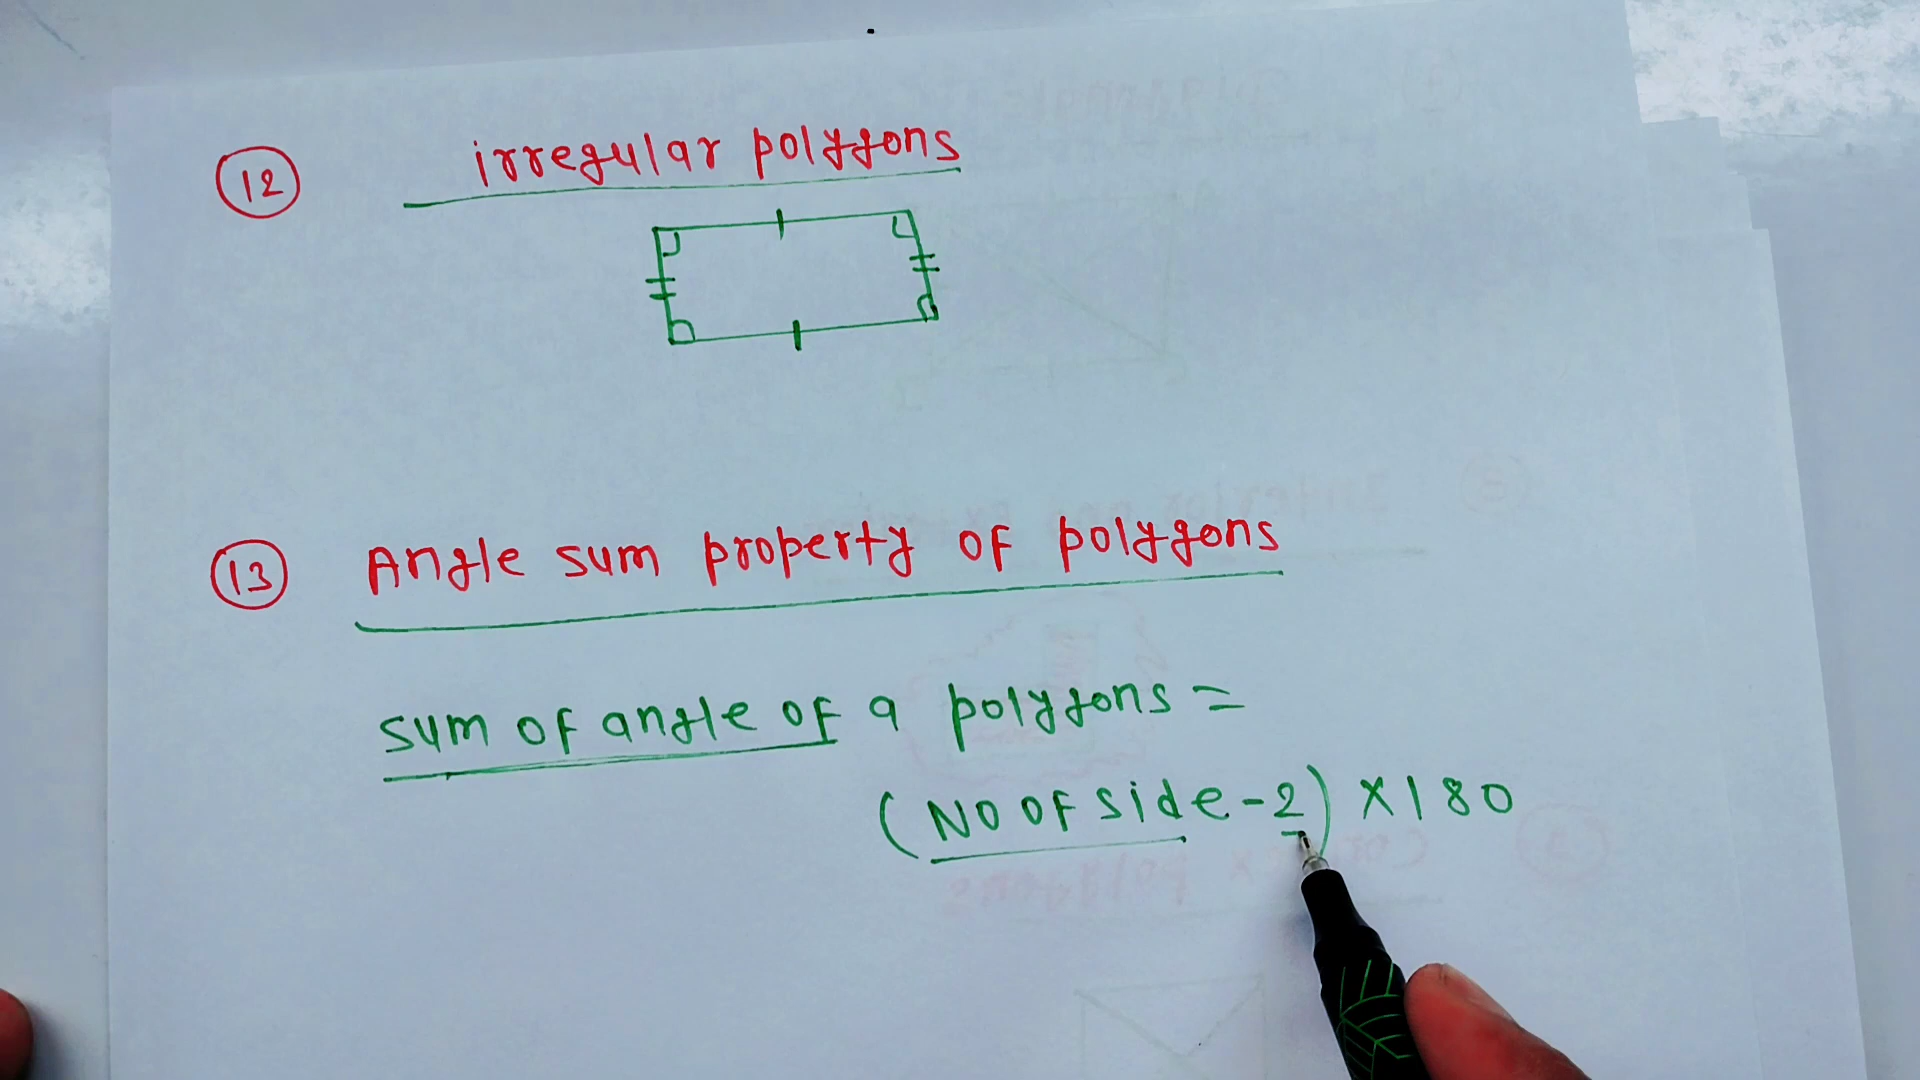 12 irregular polygons
13 Angle sum property of polygons
sum of angle of a polygons =
(No of side - 2) × 180